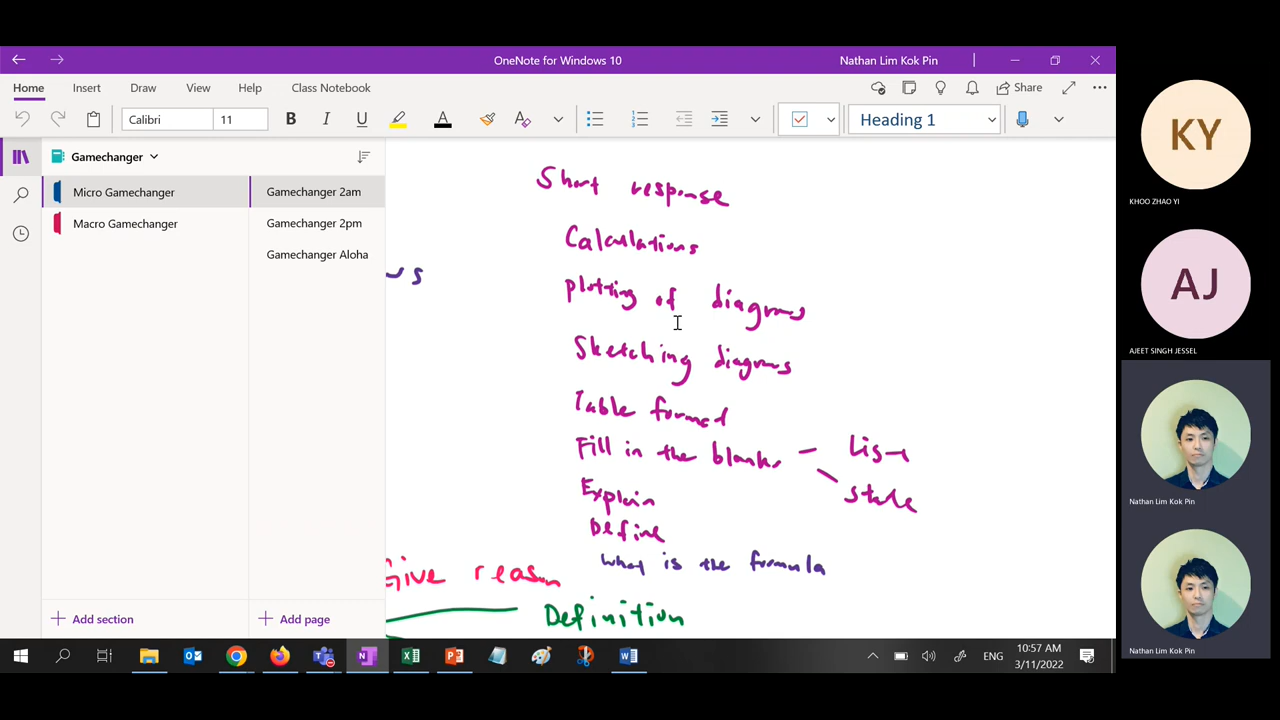 OneNote for Windows 10
Nathan Lim Kok Pin
Home
Insert
Draw
View
Help
Class Notebook
Share
Calibri
11
B
I
U
A
A
Heading 1
Gamechanger
Micro Gamechanger
Macro Gamechanger
Gamechanger 2am
Gamechanger 2pm
Gamechanger Aloha
Short response
Calculations
plotting of diagrams
Sketching diagrams
Table format
Fill in the blanks – List
state
Explain
Define
What is the formula
us
Give reason
Definition
Add section
Add page
KY
KHOO ZHAO YI
AJ
AJEET SINGH JESSEL
Nathan Lim Kok Pin
Nathan Lim Kok Pin
ENG
10:57 AM
3/11/2022